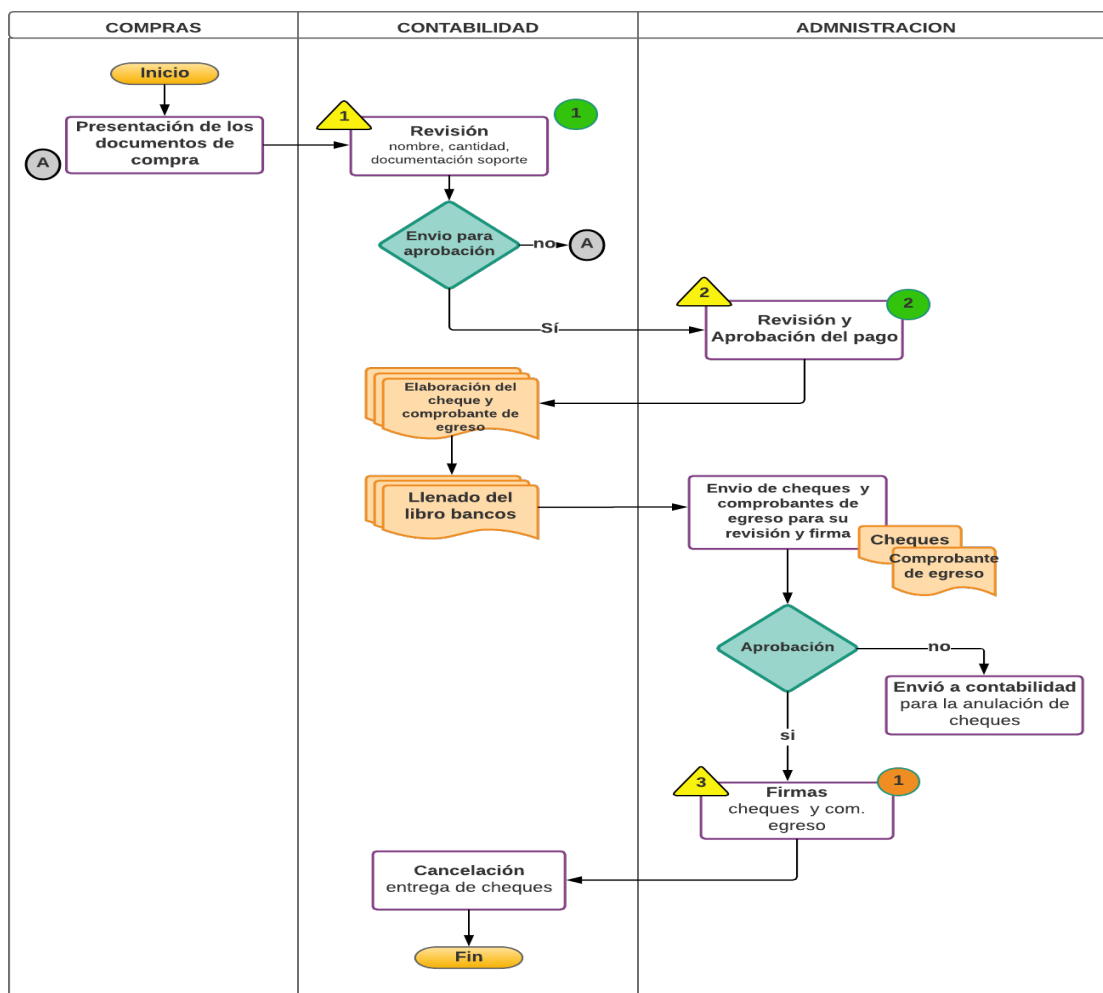 COMPRAS
CONTABILIDAD
ADMNISTRACION
Inicio
Presentación de los
documentos de
compra
A
1
1
Revisión
nombre, cantidad,
documentación soporte
Envio para
aprobación
no
A
Sí
2
2
Revisión y
Aprobación del pago
Elaboración del
cheque y
comprobante de
egreso
Llenado del
libro bancos
Envio de cheques y
comprobantes de
egreso para su
revisión y firma
Cheques
Comprobante
de egreso
Aprobación
no
Envió a contabilidad
para la anulación de
cheques
si
3
1
Firmas
cheques y com.
egreso
Cancelación
entrega de cheques
Fin